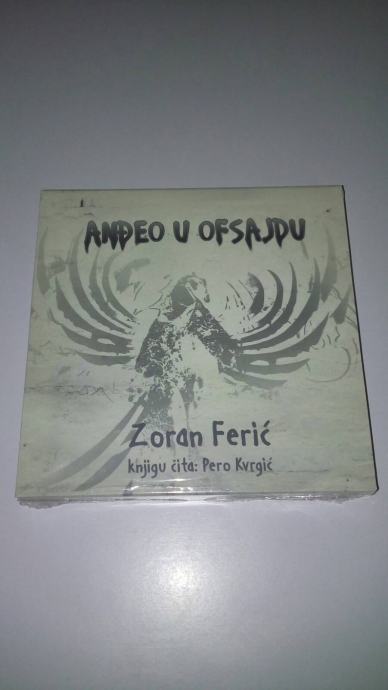 ANĐEO U OFSAJDU
Zoran Ferić
knjigu čita: Pero Kvrgić